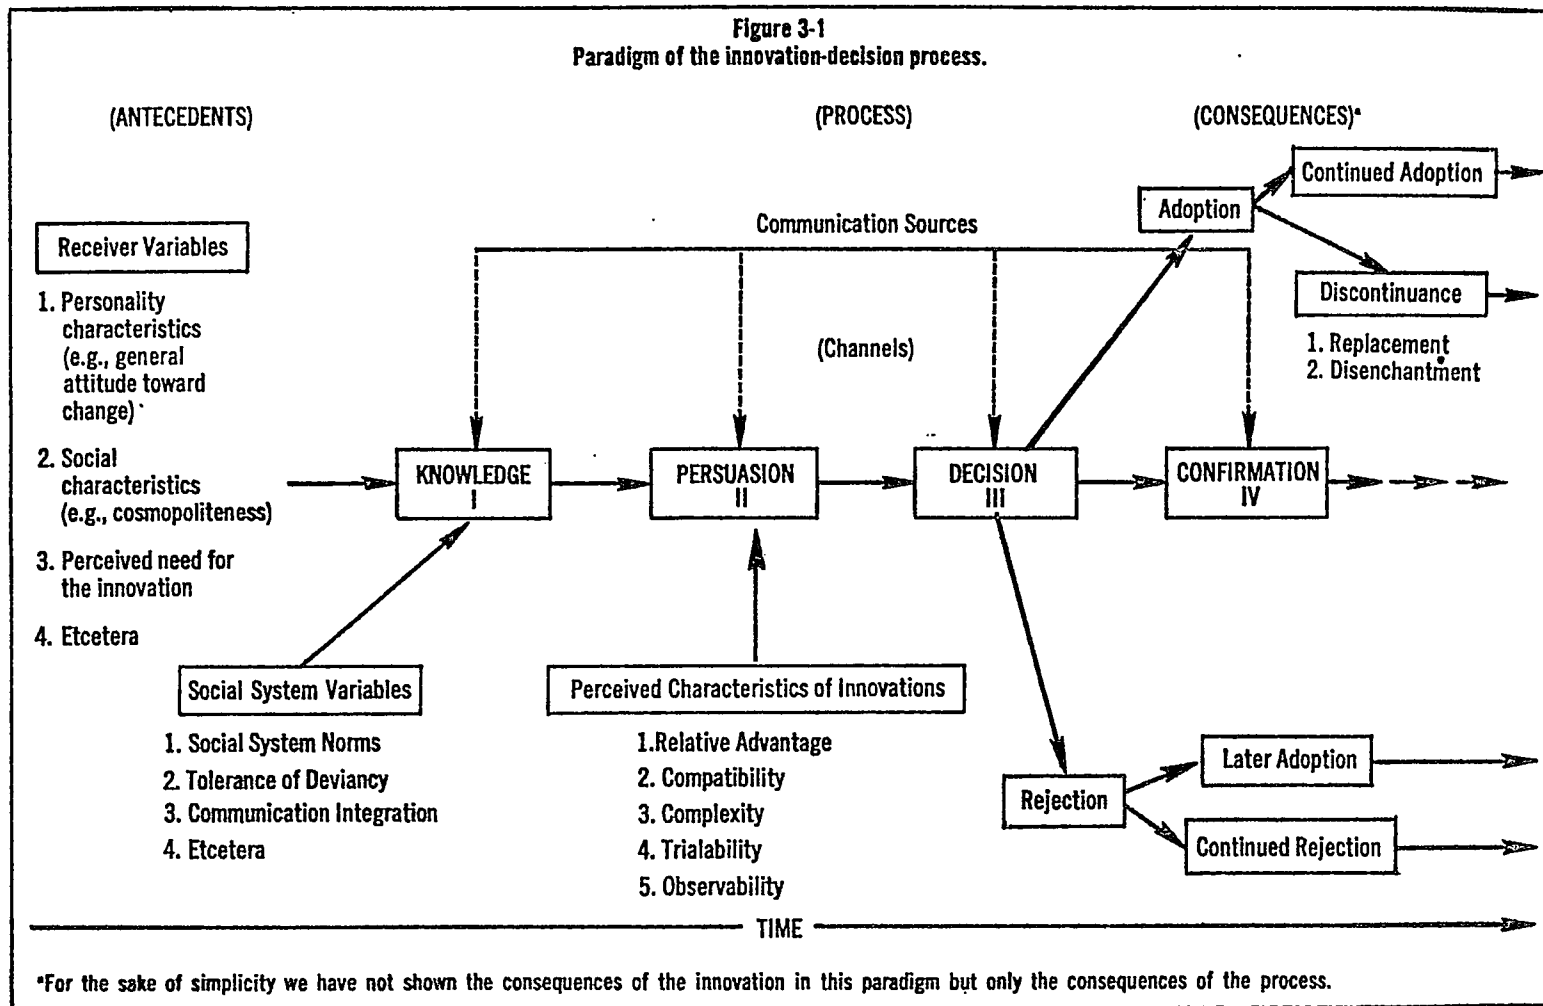 Figure 3-1
Paradigm of the innovation-decision process.
(ANTECEDENTS)
(PROCESS)
(CONSEQUENCES)*
Continued Adoption
Adoption
Communication Sources
Receiver Variables
Discontinuance
1. Replacement
2. Disenchantment
1. Personality
characteristics
(e.g., general
attitude toward
change)
(Channels)
2. Social
characteristics
(e.g., cosmopoliteness)
3. Perceived need for
the innovation
4. Etcetera
KNOWLEDGE
I
PERSUASION
II
DECISION
III
CONFIRMATION
IV
Social System Variables
1. Social System Norms
2. Tolerance of Deviancy
3. Communication Integration
4. Etcetera
Perceived Characteristics of Innovations
1.Relative Advantage
2. Compatibility
3. Complexity
4. Trialability
5. Observability
Rejection
Later Adoption
Continued Rejection
TIME
*For the sake of simplicity we have not shown the consequences of the innovation in this paradigm but only the consequences of the process.